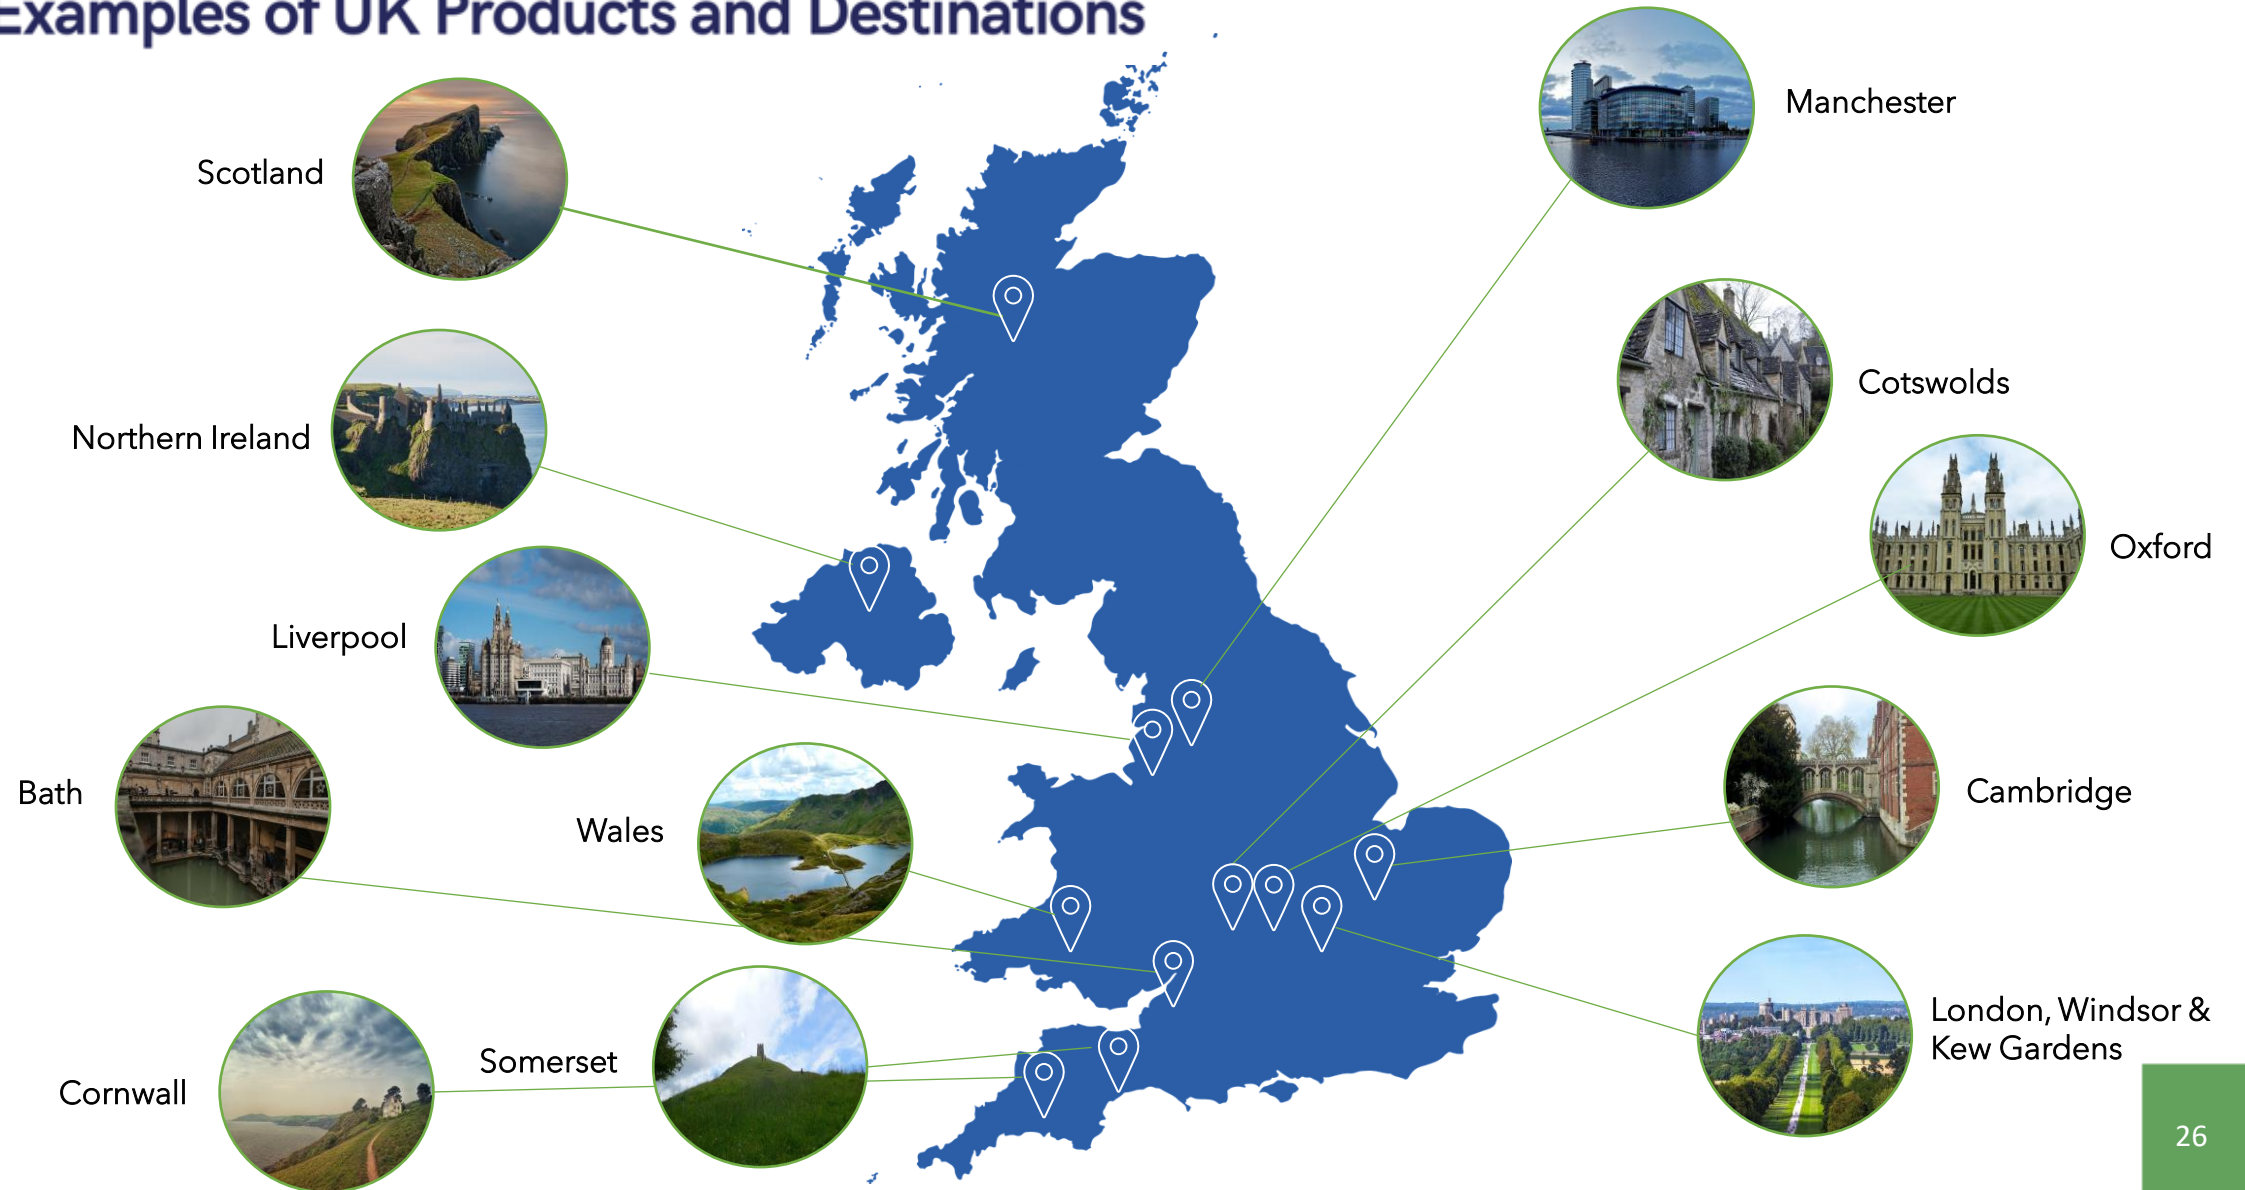 Examples of UK Products and Destinations
Manchester
Scotland
Cotswolds
Northern Ireland
Oxford
Liverpool
Bath
Wales
Cambridge
London, Windsor &
Kew Gardens
Somerset
Cornwall
26